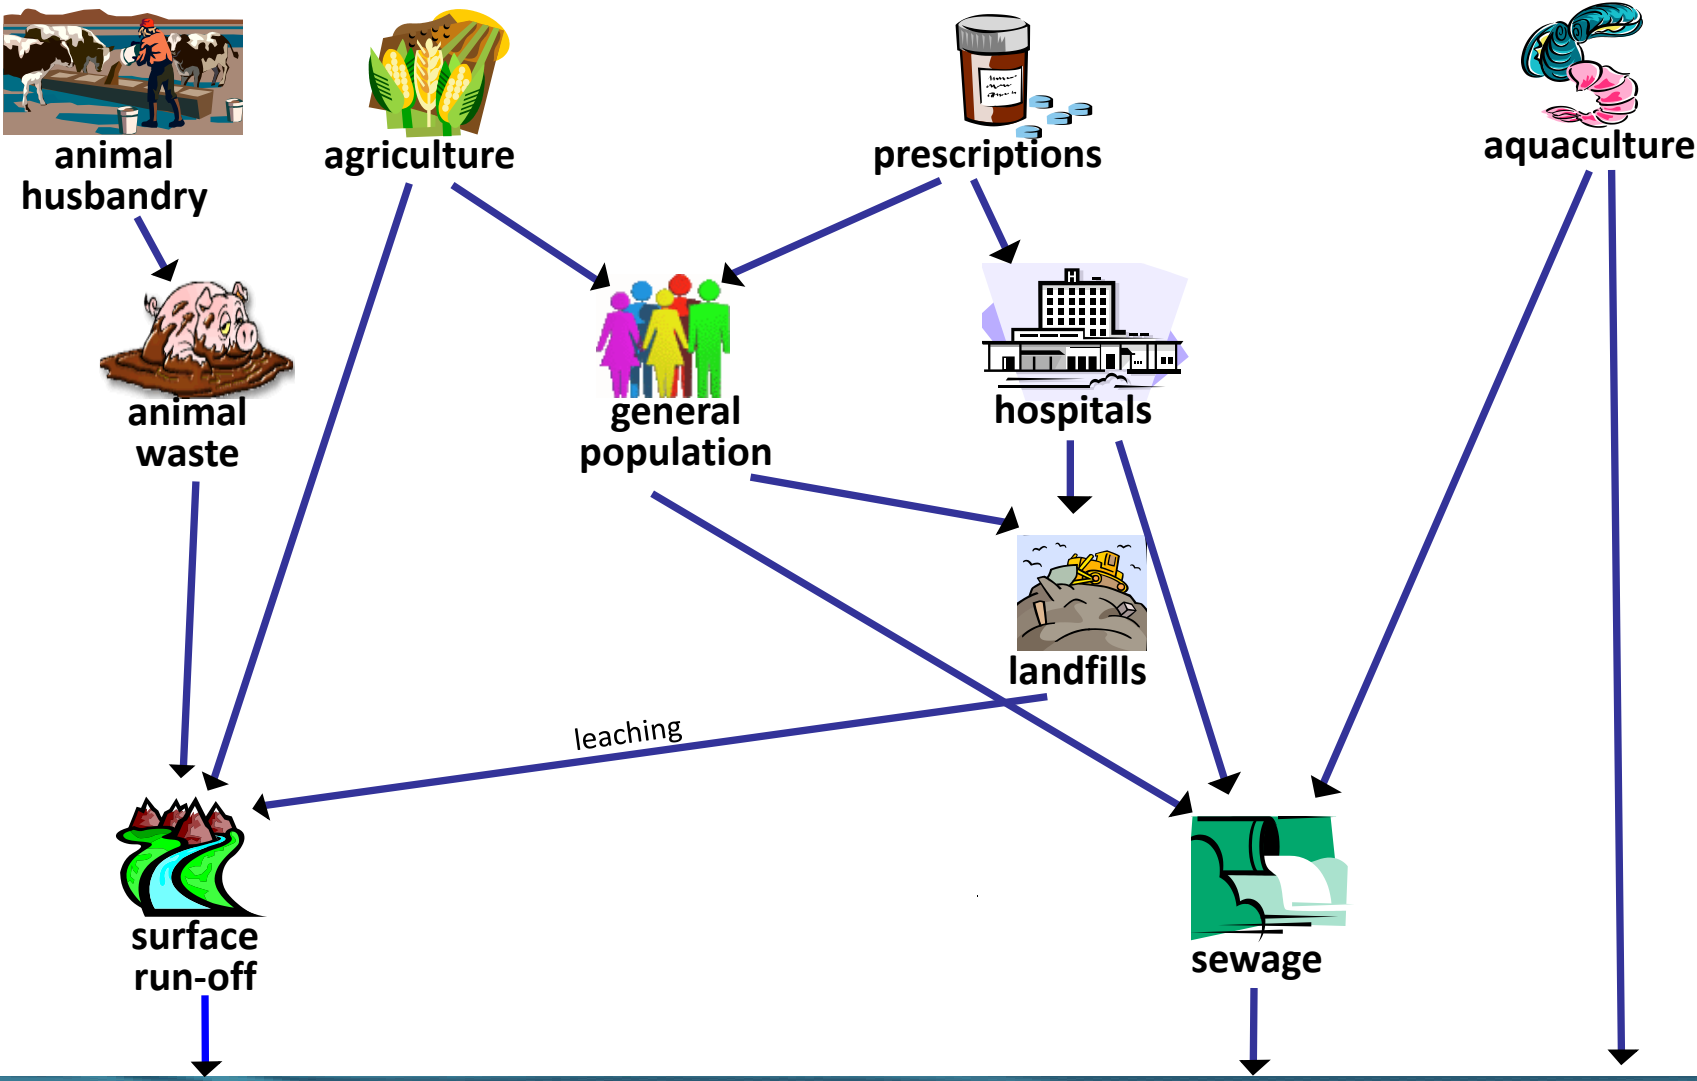 animal
husbandry
agriculture
prescriptions
aquaculture
animal
waste
general
population
H
hospitals
landfills
leaching
surface
run-off
sewage